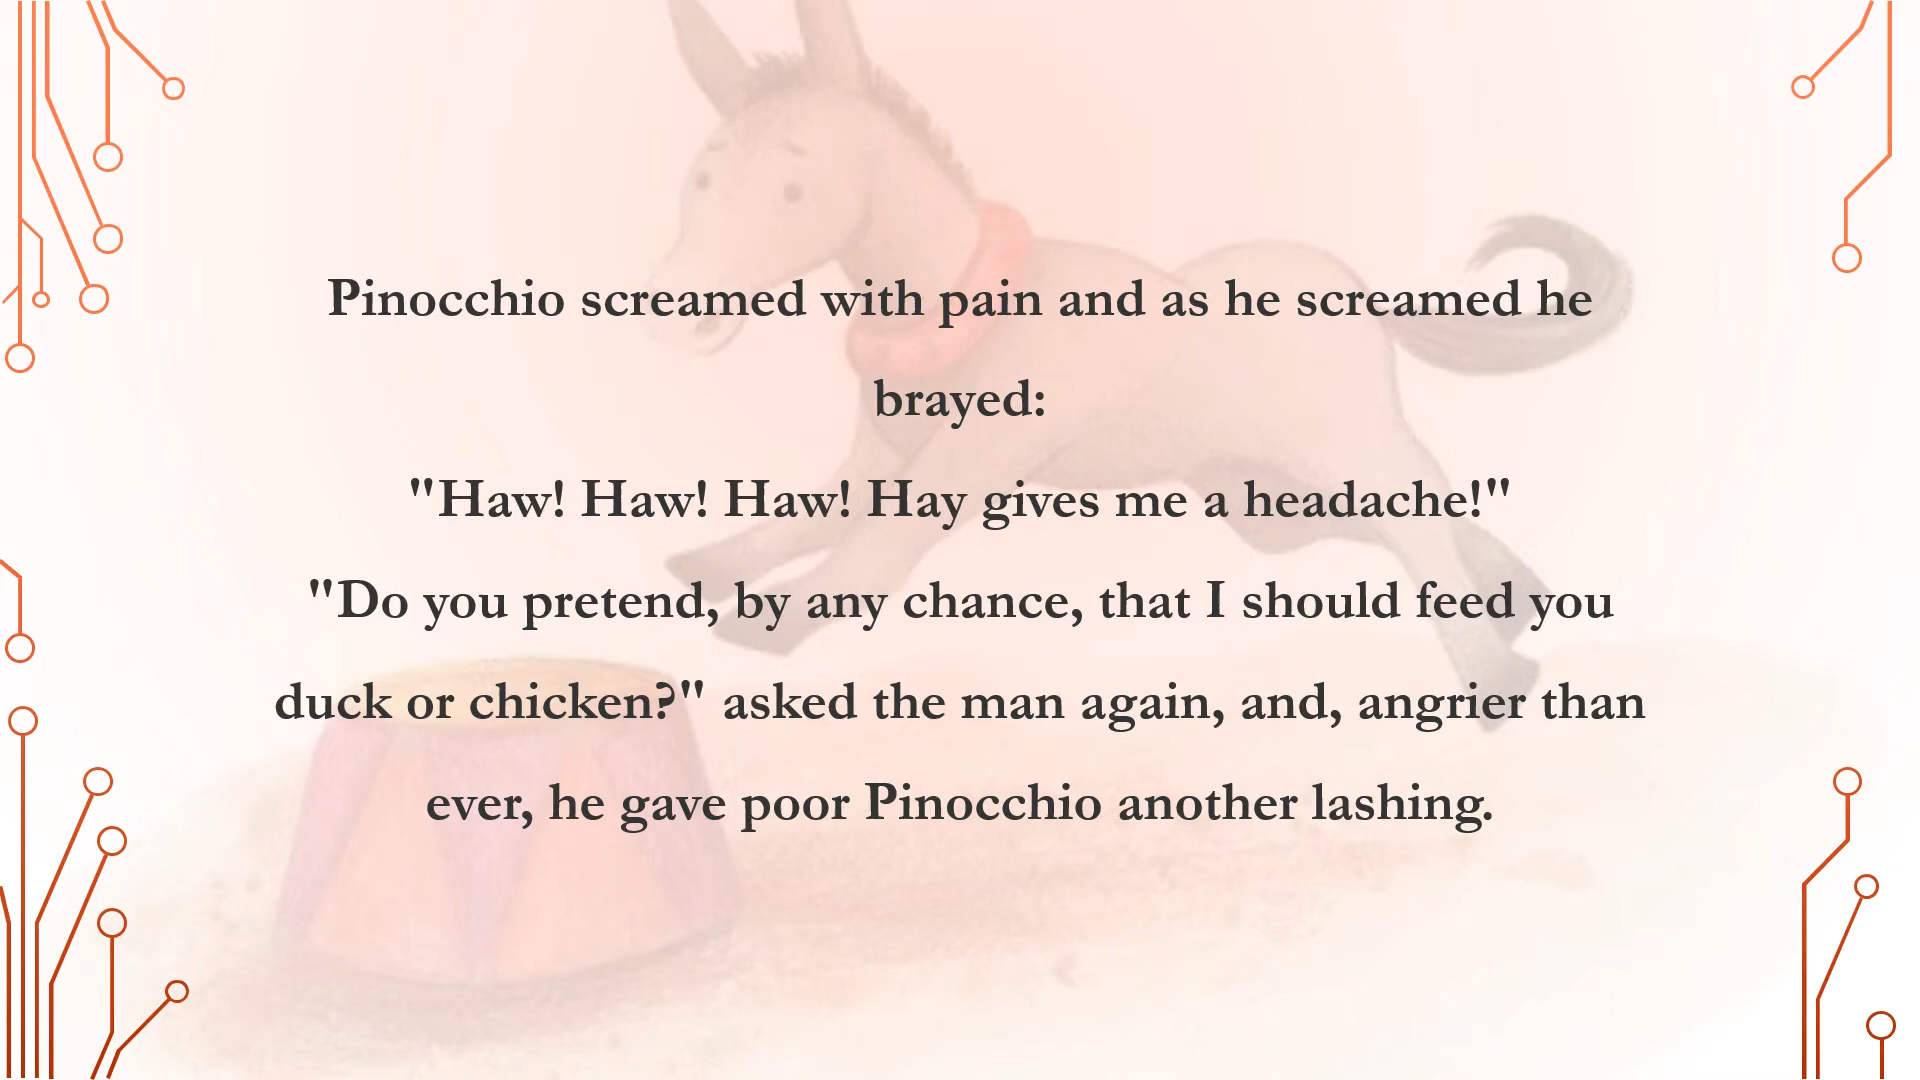 Pinocchio screamed with pain and as he screamed he
brayed:
"Haw! Haw! Haw! Hay gives me a headache!"
"Do you pretend, by any chance, that I should feed you
duck or chicken?" asked the man again, and, angrier than
ever, he gave poor Pinocchio another lashing.